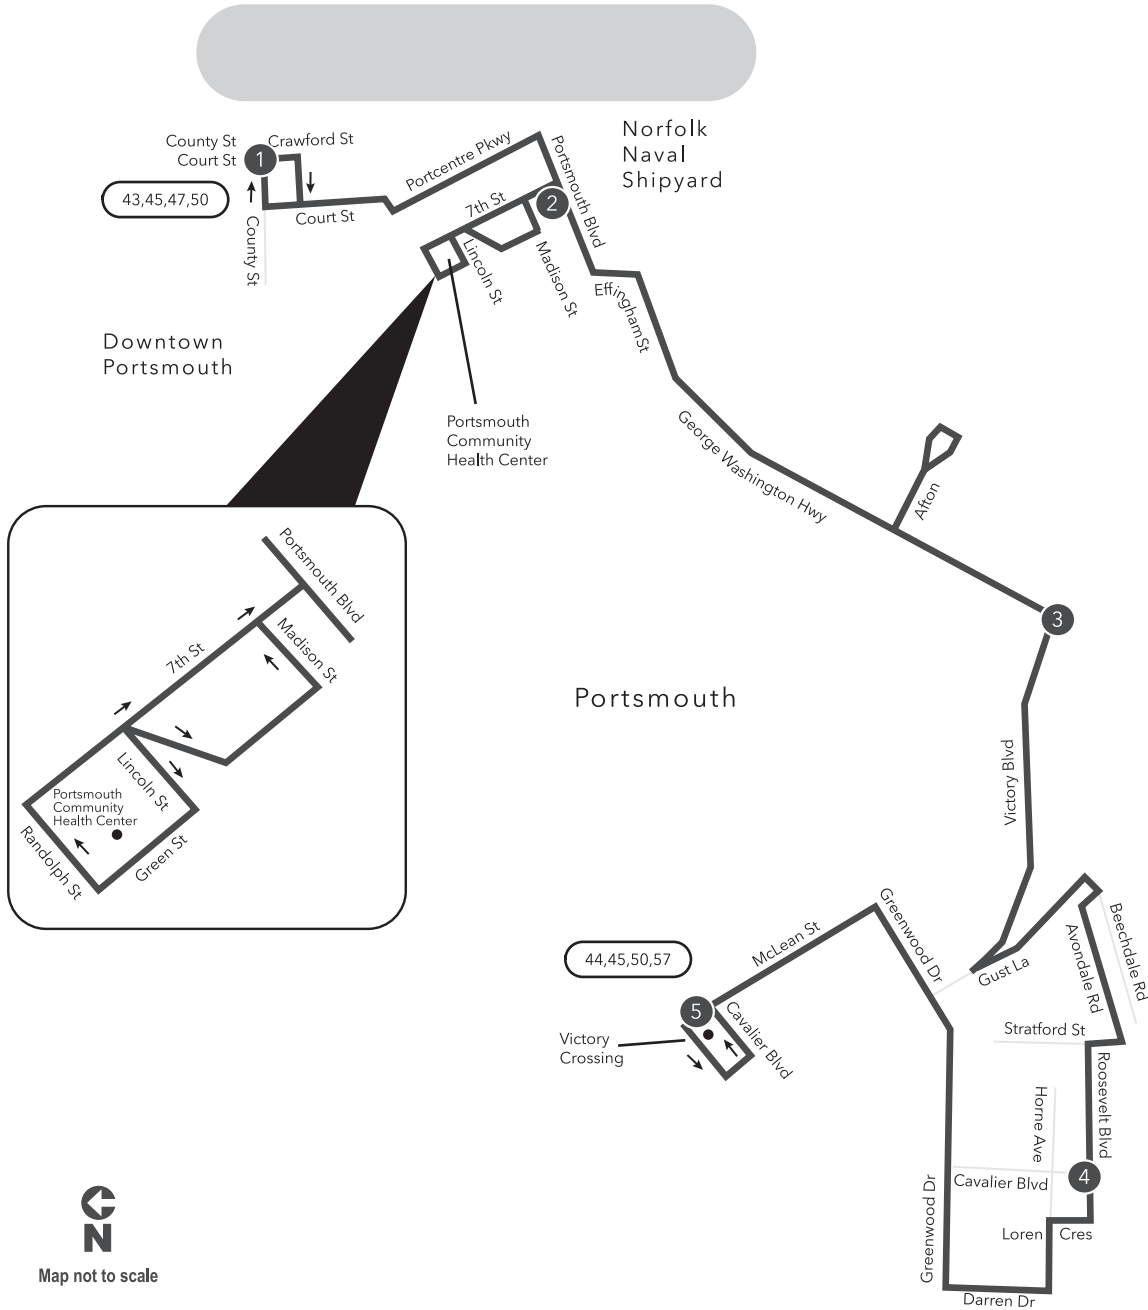 County St
Court St
1
Crawford St
43,45,47,50
Court St
County St
Portcentre Pkwy
7th St
2
Portsmouth Blvd
Norfolk
Naval
Shipyard
Lincoln St
Madison St
Effingham St
Downtown
Portsmouth
Portsmouth
Community
Health Center
George Washington Hwy
Afton
3
Portsmouth Blvd
7th St
Madison St
Lincoln St
Portsmouth
Community
Health Center
Randolph St
Green St
Portsmouth
Victory Blvd
Greenwood Dr
McLean St
44,45,50,57
5
Victory
Crossing
Cavalier Blvd
Gust La
Avondale Rd
Beechdale Rd
Stratford St
Roosevelt Blvd
Horne Ave
Cavalier Blvd
4
Greenwood Dr
Loren Cres
Darren Dr
N
Map not to scale